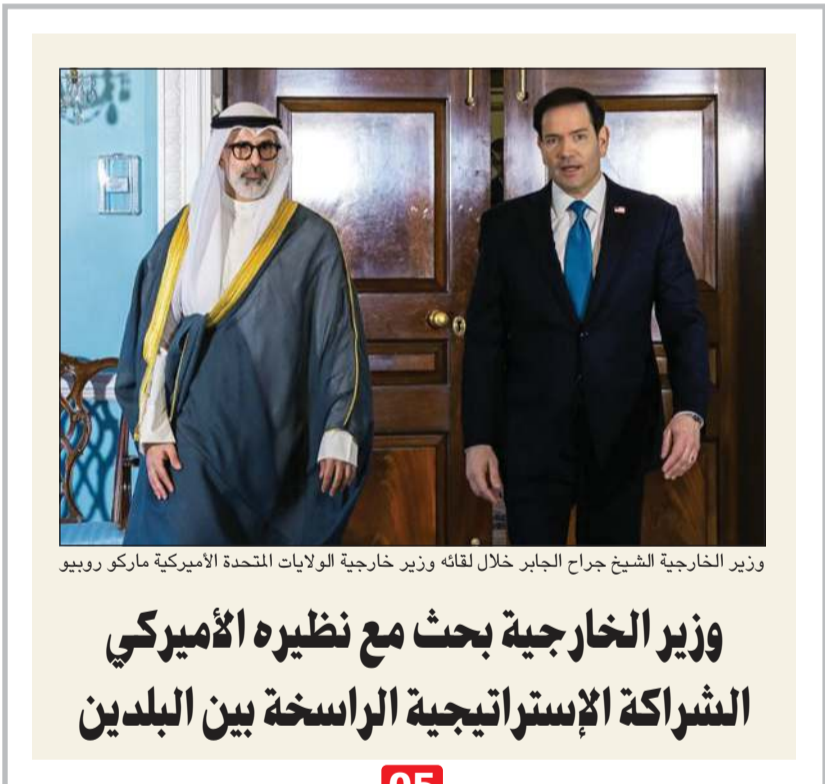 وزير الخارجية الشيخ جراح الجابر خلال لقائه وزير خارجية الولايات المتحدة الأميركية ماركو روبيو
وزير الخارجية بحث مع نظيره الأميركي
الشراكة الإستراتيجية الراسخة بين البلدين
05